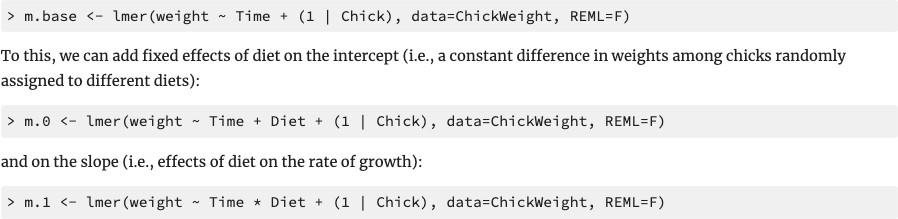 > m.base <- lmer(weight ~ Time + (1 | Chick), data=ChickWeight, REML=F)
To this, we can add fixed effects of diet on the intercept (i.e., a constant difference in weights among chicks randomly
assigned to different diets):
> m.0 <- lmer(weight ~ Time + Diet + (1 | Chick), data=ChickWeight, REML=F)
and on the slope (i.e., effects of diet on the rate of growth):
> m.1 <- lmer(weight ~ Time * Diet + (1 | Chick), data=ChickWeight, REML=F)